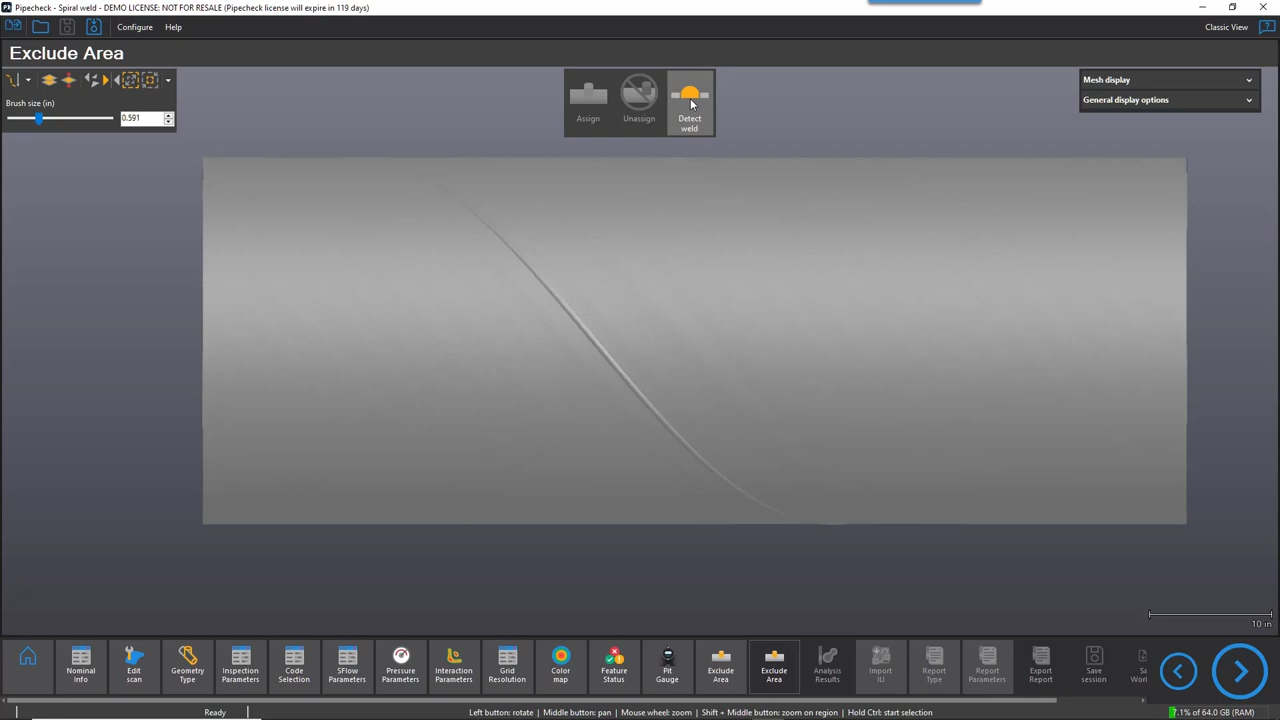 Pipecheck - Spiral weld - DEMO LICENSE: NOT FOR RESALE (Pipecheck license will expire in 119 days)
Configure Help Classic View
Exclude Area
Brush size (in)
0.591
Assign
Unassign
Detect
weld
Mesh display
General display options
10 in
Nominal
Info
Edit
scan
Geometry
Type
Inspection
Parameters
Code
Selection
SFlow
Parameters
Pressure
Parameters
Interaction
Parameters
Grid
Resolution
Color
map
Feature
Status
Pit
Gauge
Exclude
Area
Exclude
Area
Analysis
Results
Import
ILI
Report
Type
Report
Parameters
Export
Report
Save
session
M
Worl
Ready
Left button: rotate | Middle button: pan | Mouse wheel: zoom | Shift + Middle button: zoom on region | Hold Ctrl: start selection
7.1% of 64.0 GB (RAM)